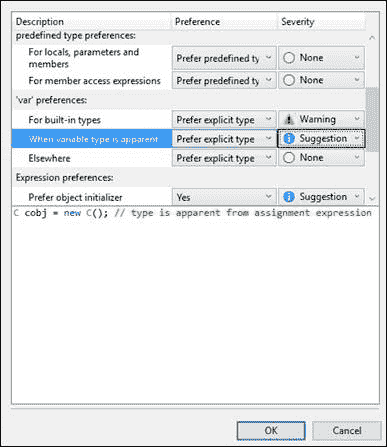 Description Preference Severity
predefined type preferences:
For locals, parameters and members Prefer predefined ty None
For member access expressions Prefer predefined ty None
'var' preferences:
For built-in types Prefer explicit type Warning
When variable type is apparent Prefer explicit type Suggestion
Elsewhere Prefer explicit type None
Expression preferences:
Prefer object initializer Yes Suggestion
C cobj = new C(); // type is apparent from assignment expression
OK Cancel